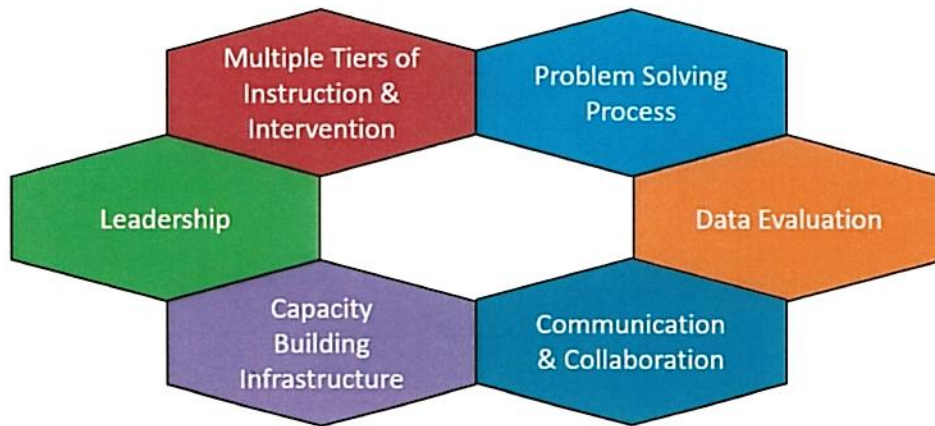 Multiple Tiers of
Instruction &
Intervention
Problem Solving
Process
Leadership
Data Evaluation
Capacity
Building
Infrastructure
Communication
& Collaboration